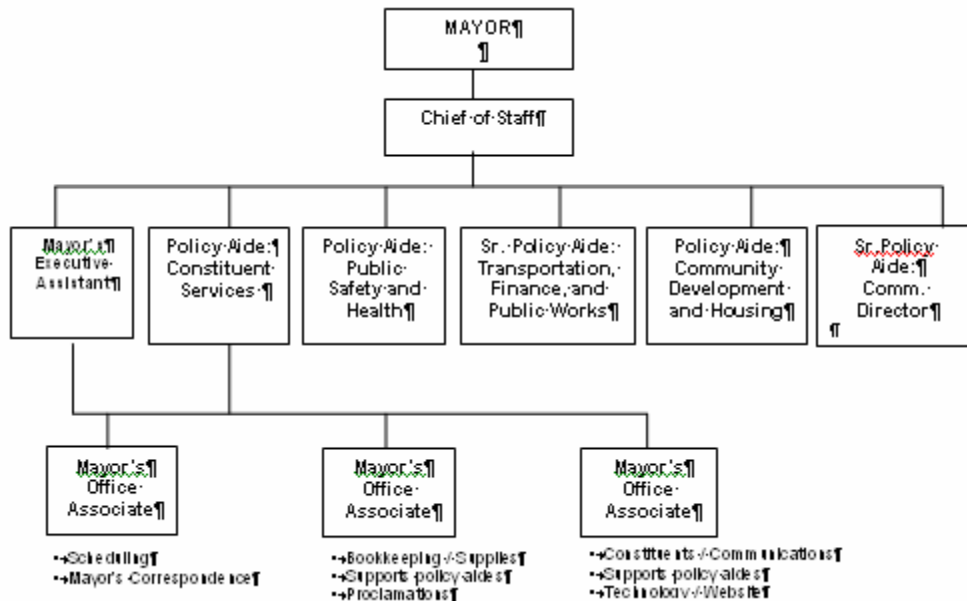 MAYOR¶
¶
Chief·of·Staff¶
Mayor's¶
Executive·
Assistant¶
Policy·Aide:¶
Constituent·
Services·¶
Policy·Aide:·
Public·
Safety·and·
Health¶
Sr.·Policy·Aide:·
Transportation,·
Finance,·and·
Public·Works¶
Policy·Aide:¶
Community·
Development·
and·Housing¶
Sr.Policy·
Aide:¶
Comm.·
Director¶
¶
Mayor's¶
Office·
Associate¶
Mayor's¶
Office·
Associate¶
Mayor's¶
Office·
Associate¶
•→Scheduling¶
•→Mayor's·Correspondence¶
•→Bookkeeping·/·Supplies¶
•→Supports·policy·aides¶
•→Proclamations¶
•→Constituents·/·Communications¶
•→Supports·policy·aides¶
•→Technology·/·Website¶